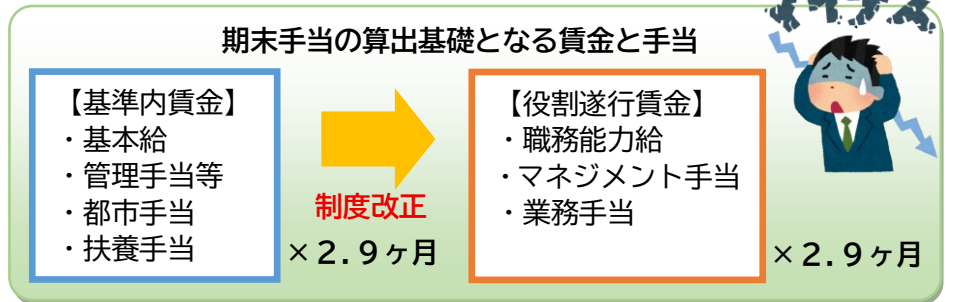 期末手当の算出基礎となる賃金と手当
【基準内賃金】
・基本給
・管理手当等
・都市手当
・扶養手当
制度改正
×2.9ヶ月
【役割遂行賃金】
・職務能力給
・マネジメント手当
・業務手当
×2.9ヶ月